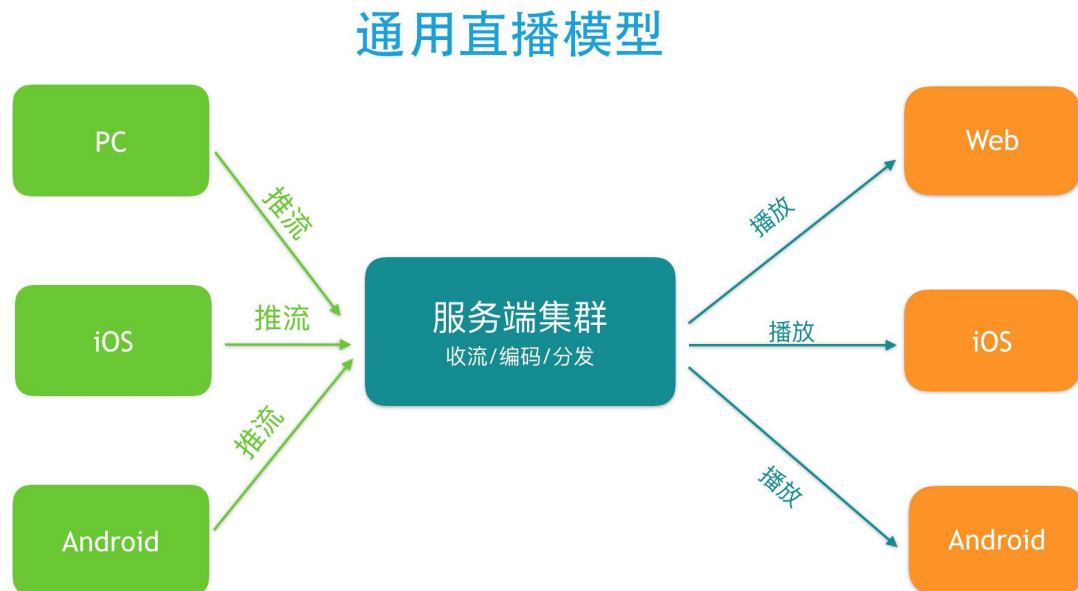 通用直播模型
PC
推流
iOS
推流
Android
推流
服务端集群
收流/编码/分发
播放
Web
播放
iOS
播放
Android